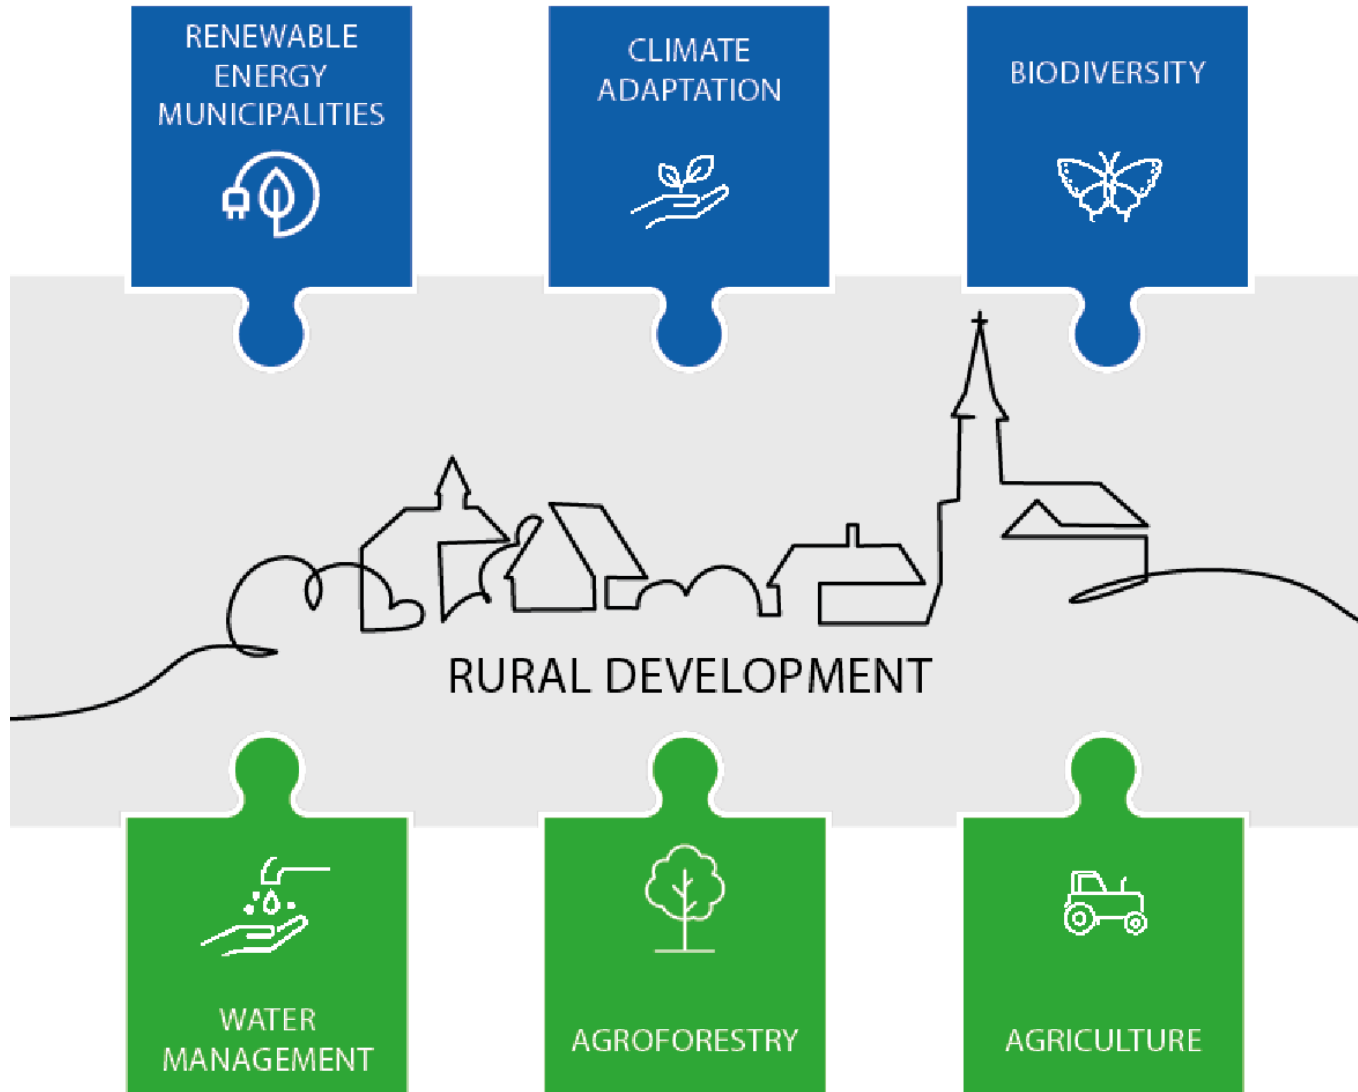 RENEWABLE
ENERGY
MUNICIPALITIES
CLIMATE
ADAPTATION
BIODIVERSITY
RURAL DEVELOPMENT
WATER
MANAGEMENT
AGROFORESTRY
AGRICULTURE